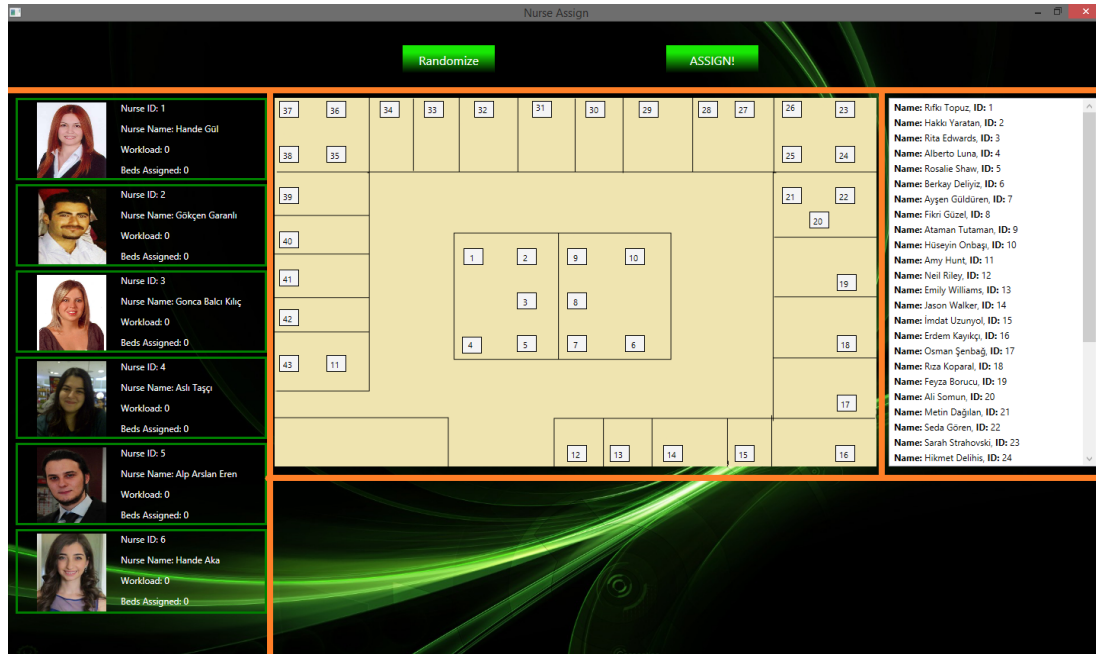 Nurse Assign
Randomize
ASSIGN!
Nurse ID: 1
Nurse Name: Hande Gül
Workload: 0
Beds Assigned: 0
Nurse ID: 2
Nurse Name: Gökçen Garanlı
Workload: 0
Beds Assigned: 0
Nurse ID: 3
Nurse Name: Gonca Balcı Kılıç
Workload: 0
Beds Assigned: 0
Nurse ID: 4
Nurse Name: Aslı Taşçı
Workload: 0
Beds Assigned: 0
Nurse ID: 5
Nurse Name: Alp Arslan Eren
Workload: 0
Beds Assigned: 0
Nurse ID: 6
Nurse Name: Hande Aka
Workload: 0
Beds Assigned: 0
37 36 34 33 32 31 30 29 28 27 26 23
38 35 25 24
39 21 22
20
40
1 2 9 10
41 19
3 8
42
4 5 7 6 18
43 11
17
12 13 14 15 16
Name: Rıfkı Topuz, ID: 1
Name: Hakkı Yaratan, ID: 2
Name: Rita Edwards, ID: 3
Name: Alberto Luna, ID: 4
Name: Rosalie Shaw, ID: 5
Name: Berkay Deliyiz, ID: 6
Name: Ayşen Güldüren, ID: 7
Name: Fikri Güzel, ID: 8
Name: Ataman Tutaman, ID: 9
Name: Hüseyin Onbaşı, ID: 10
Name: Amy Hunt, ID: 11
Name: Neil Riley, ID: 12
Name: Emily Williams, ID: 13
Name: Jason Walker, ID: 14
Name: İmdat Uzunyol, ID: 15
Name: Erdem Kayıkçı, ID: 16
Name: Osman Şenbağ, ID: 17
Name: Rıza Koparal, ID: 18
Name: Feyza Borucu, ID: 19
Name: Ali Somun, ID: 20
Name: Metin Dağılan, ID: 21
Name: Seda Gören, ID: 22
Name: Sarah Strahovski, ID: 23
Name: Hikmet Delihis, ID: 24